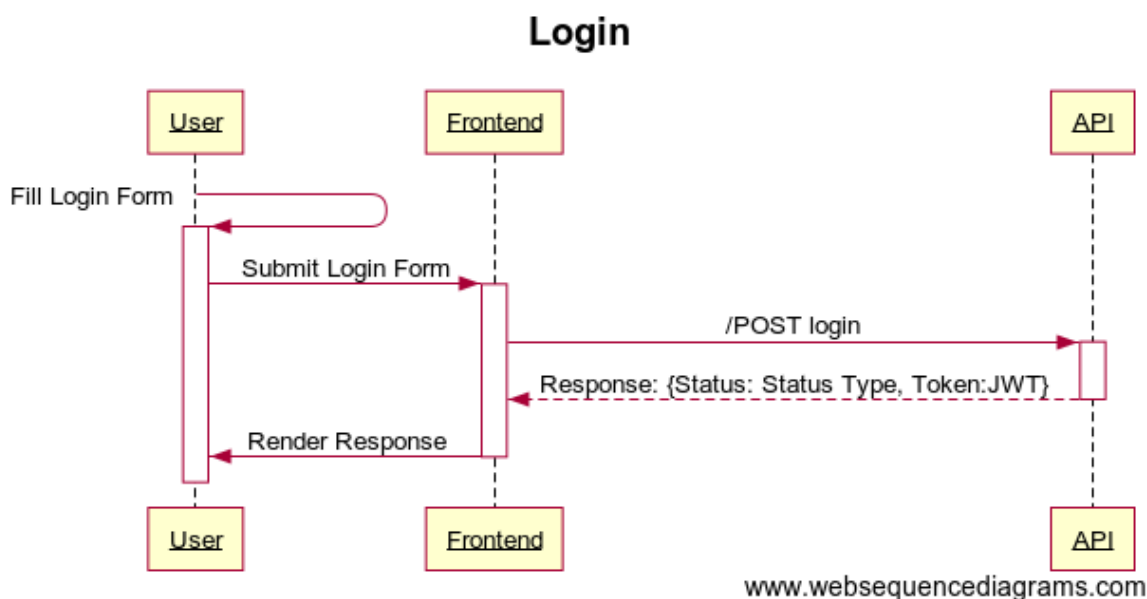 Login
User
Frontend
API
Fill Login Form
Submit Login Form
/POST login
Response: {Status: Status Type, Token:JWT}
Render Response
User
Frontend
API
www.websequencediagrams.com